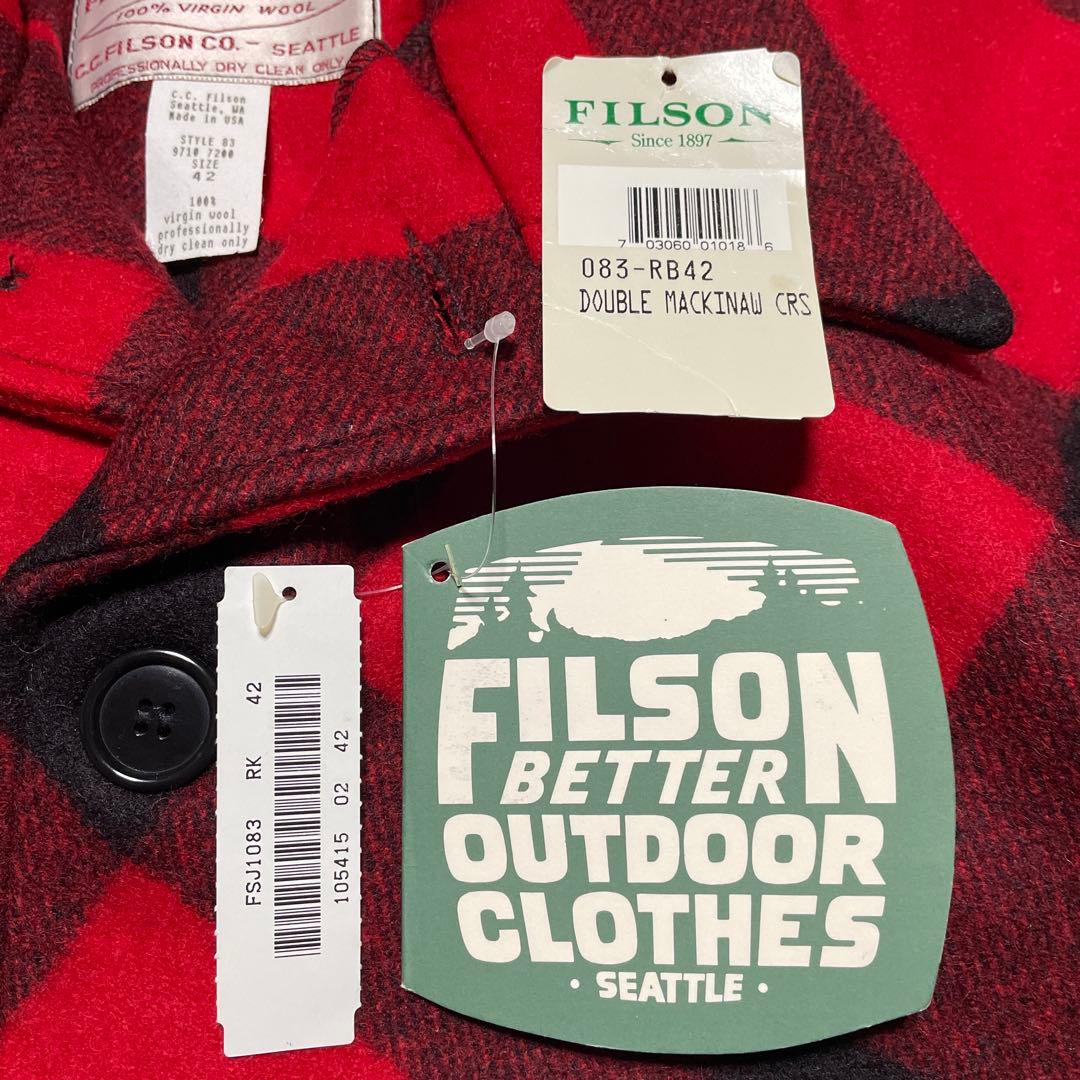 100% VIRGIN WOOL
C.C. FILSON CO. - SEATTLE
PROFESSIONALLY DRY CLEAN ONLY
C.C. Filson
Seattle, WA
Made in USA
STYLE 83
9710 7200
SIZE
42
100%
virgin wool
professionally
dry clean only
FILSON
Since 1897
7 03060 01018 6
083-RB42
DOUBLE MACKINAW CRS
FSJ1083 RK 42
105415 02 42
FILSON
BETTER
OUTDOOR
CLOTHES
· SEATTLE ·